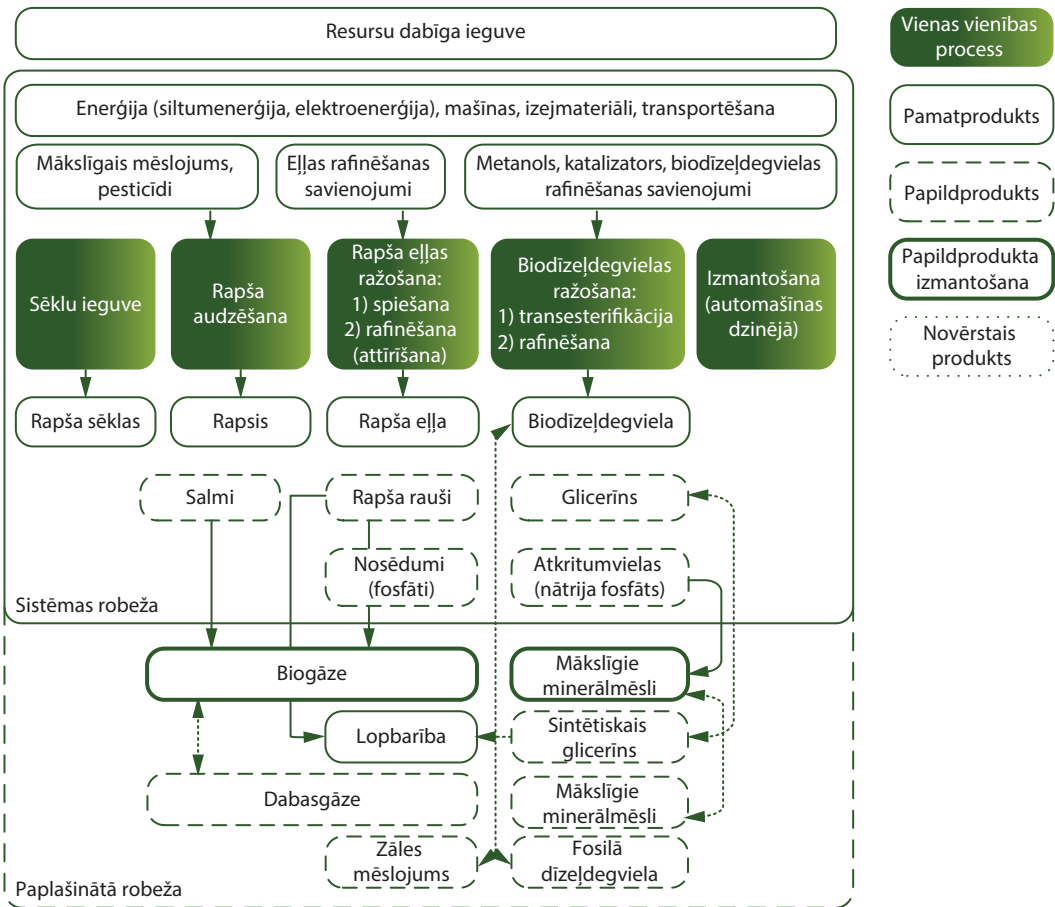 Resursu dabīga ieguve
Enerģija (siltumenerģija, elektroenerģija), mašīnas, izejmateriāli, transportēšana
Mākslīgais mēslojums,
pesticīdi
Eļļas rafinēšanas
savienojumi
Metanols, katalizators, biodīzeļdegvielas
rafinēšanas savienojumi
Sēklu ieguve
Rapša
audzēšana
Rapša eļļas
ražošana:
1) spiešana
2) rafinēšana
(attīrīšana)
Biodīzeļdegvielas
ražošana:
1) transesterifikācija
2) rafinēšana
Izmantošana
(automašīnas
dzinējā)
Rapša sēklas
Rapsis
Rapša eļļa
Biodīzeļdegviela
Salmi
Rapša rauši
Glicerīns
Nosēdumi
(fosfāti)
Atkritumvielas
(nātrija fosfāts)
Sistēmas robeža
Biogāze
Mākslīgie
minerālmēsli
Lopbarība
Sintētiskais
glicerīns
Dabasgāze
Mākslīgie
minerālmēsli
Zāles
mēslojums
Fosilā
dīzeļdegviela
Paplašinātā robeža
Vienas vienības
process
Pamatprodukts
Papildprodukts
Papildprodukta
izmantošana
Novērstais
produkts